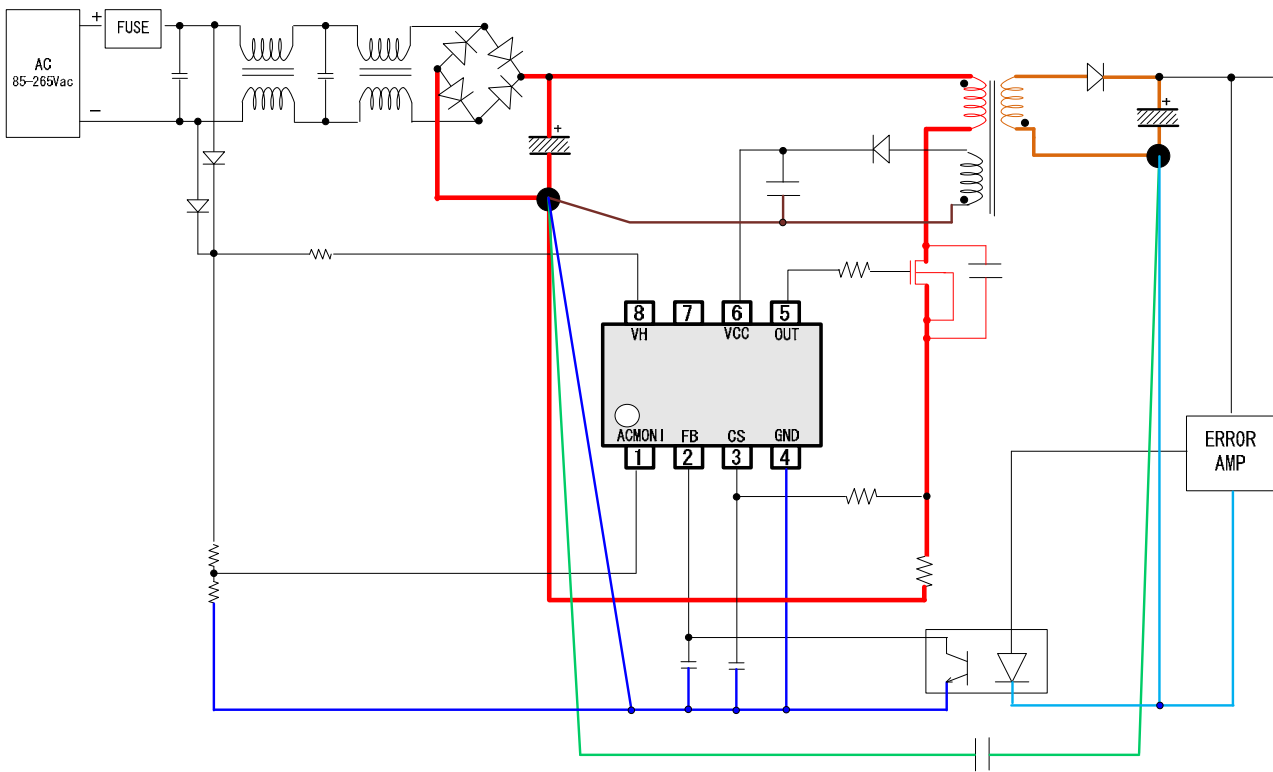 +
FUSE
AC
85-265Vac
−
+
+
8
7
6
5
VH
VCC
OUT
ACMONI
FB
CS
GND
1
2
3
4
ERROR
AMP